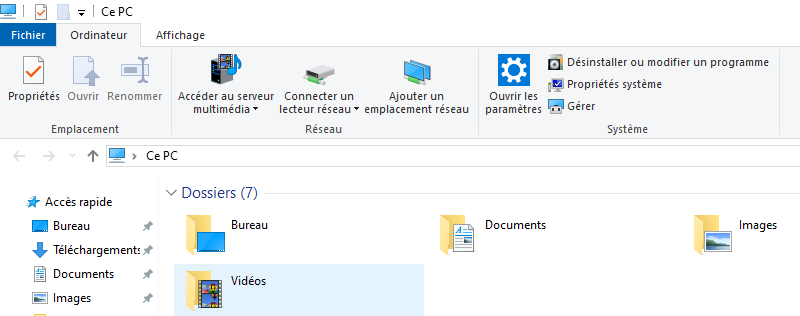 Ce PC
Fichier
Ordinateur
Affichage
Propriétés
Ouvrir
Renommer
Emplacement
Accéder au serveur
multimédia
Connecter un
lecteur réseau
Ajouter un
emplacement réseau
Réseau
Ouvrir les
paramètres
Désinstaller ou modifier un programme
Propriétés système
Gérer
Système
Ce PC
Accès rapide
Bureau
Téléchargements
Documents
Images
Dossiers (7)
Bureau
Documents
Images
Vidéos